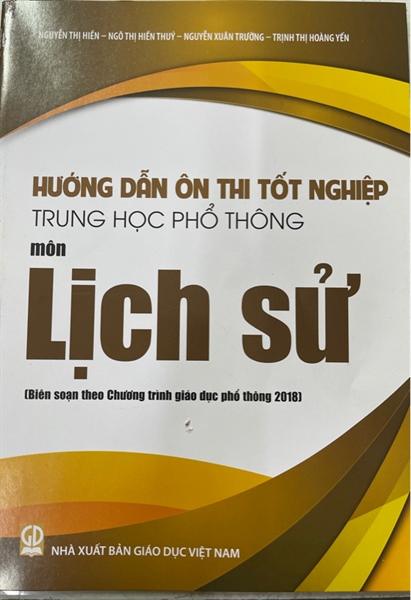 NGUYỄN THỊ HIỀN – NGÔ THỊ HIỀN THUÝ – NGUYỄN XUÂN TRƯỜNG – TRỊNH THỊ HOÀNG YẾN
HƯỚNG DẪN ÔN THI TỐT NGHIỆP
TRUNG HỌC PHỔ THÔNG
môn
Lịch sử
(Biên soạn theo Chương trình giáo dục phổ thông 2018)
GD
NHÀ XUẤT BẢN GIÁO DỤC VIỆT NAM